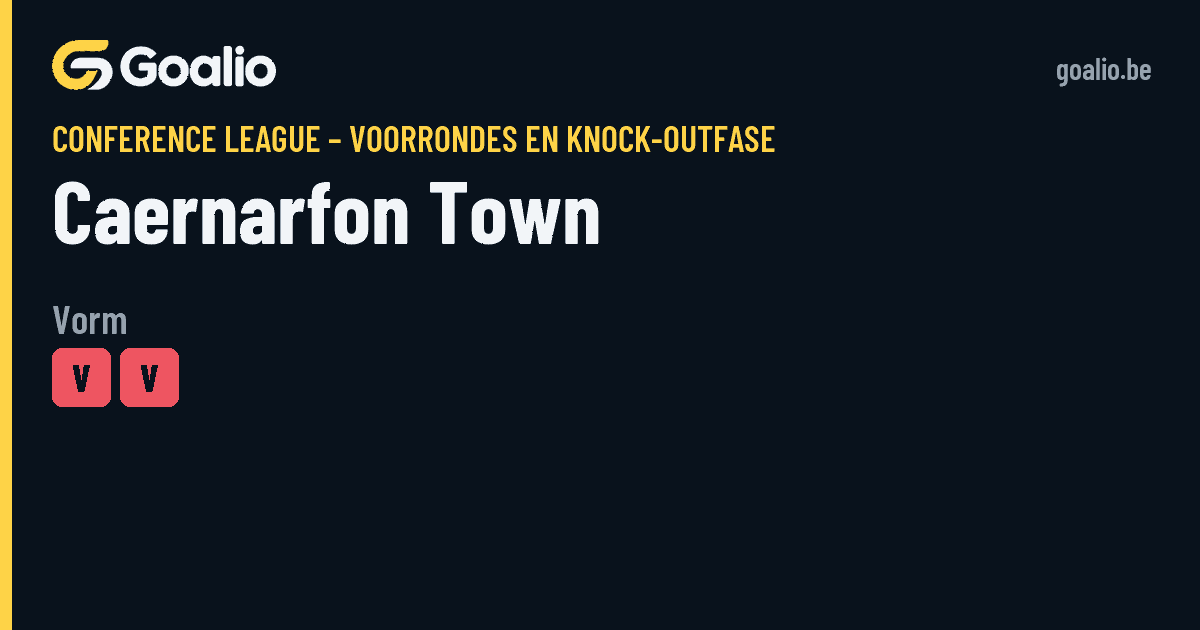 Goalio
goalio.be
CONFERENCE LEAGUE – VOORRONDES EN KNOCK-OUTFASE
Caernarfon Town
Vorm
V V